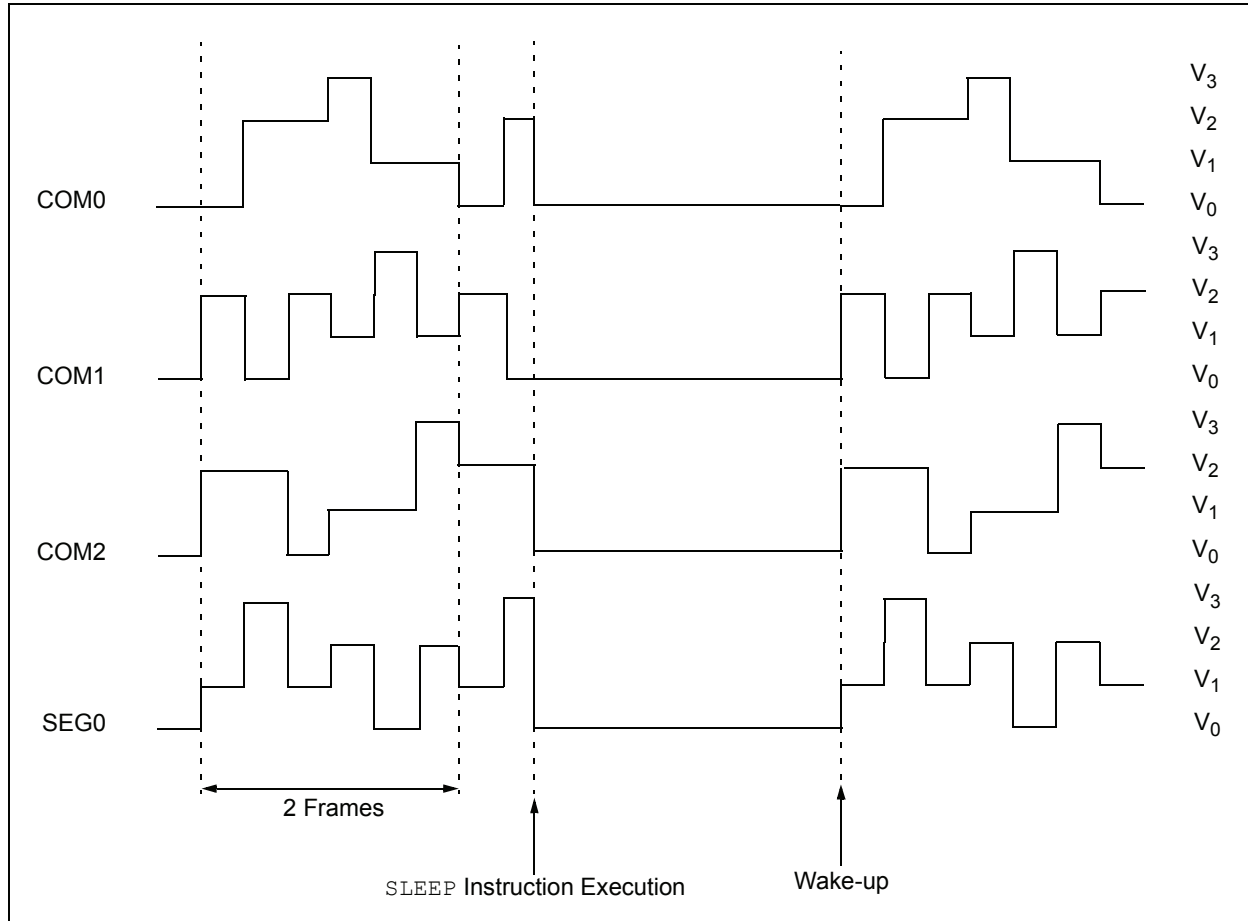 V3
V2
V1
COM0
V0
V3
V2
V1
COM1
V0
V3
V2
V1
COM2
V0
V3
V2
V1
SEG0
V0
2 Frames
SLEEP Instruction Execution
Wake-up